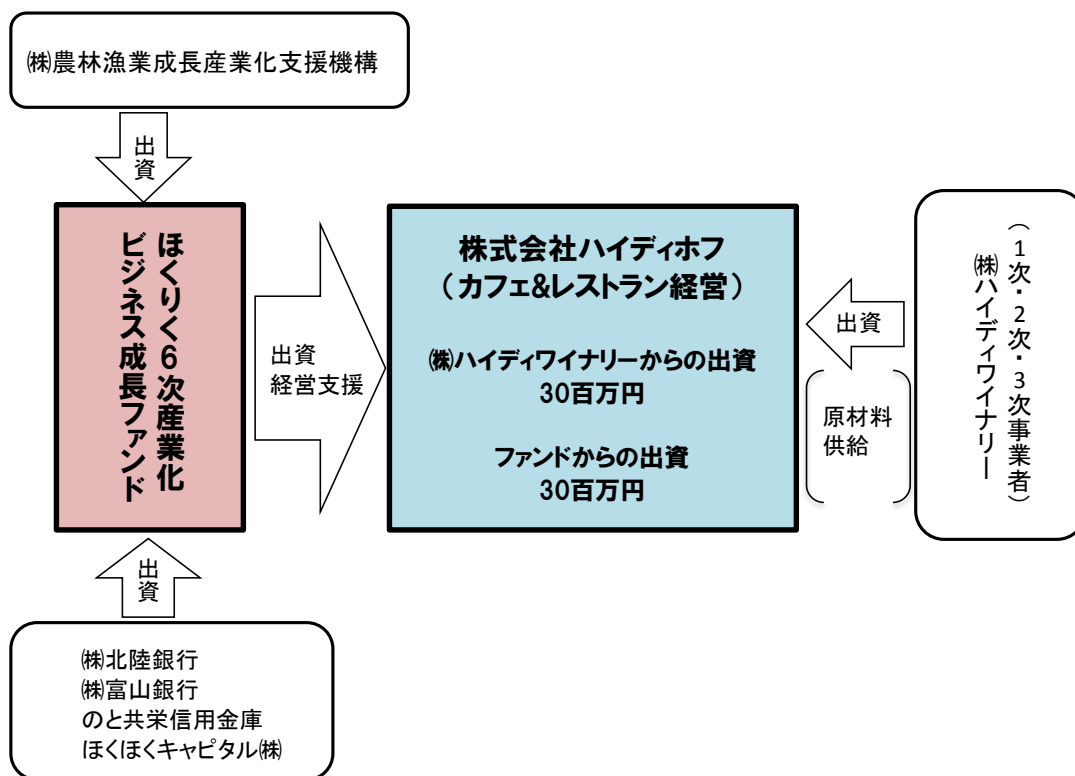 ㈱農林漁業成長産業化支援機構
出資
ほくりく6次産業化
ビジネス成長ファンド
出資
経営支援
株式会社ハイディホフ
(カフェ&レストラン経営)
㈱ハイディワイナリーからの出資
30百万円
ファンドからの出資
30百万円
出資
原材料
供給
(1次・2次・3次事業者)
㈱ハイディワイナリー
出資
㈱北陸銀行
㈱富山銀行
のと共栄信用金庫
ほくほくキャピタル㈱